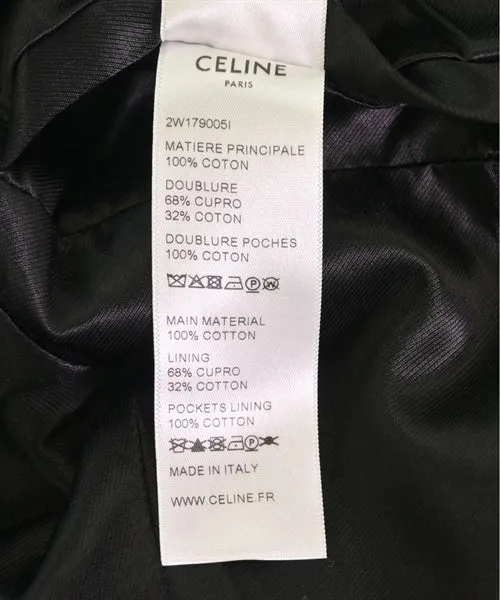 CELINE
PARIS
2W179005I
MATIERE PRINCIPALE
100% COTON
DOUBLURE
68% CUPRO
32% COTON
DOUBLURE POCHES
100% COTON
MAIN MATERIAL
100% COTTON
LINING
68% CUPRO
32% COTTON
POCKETS LINING
100% COTTON
MADE IN ITALY
WWW.CELINE.FR